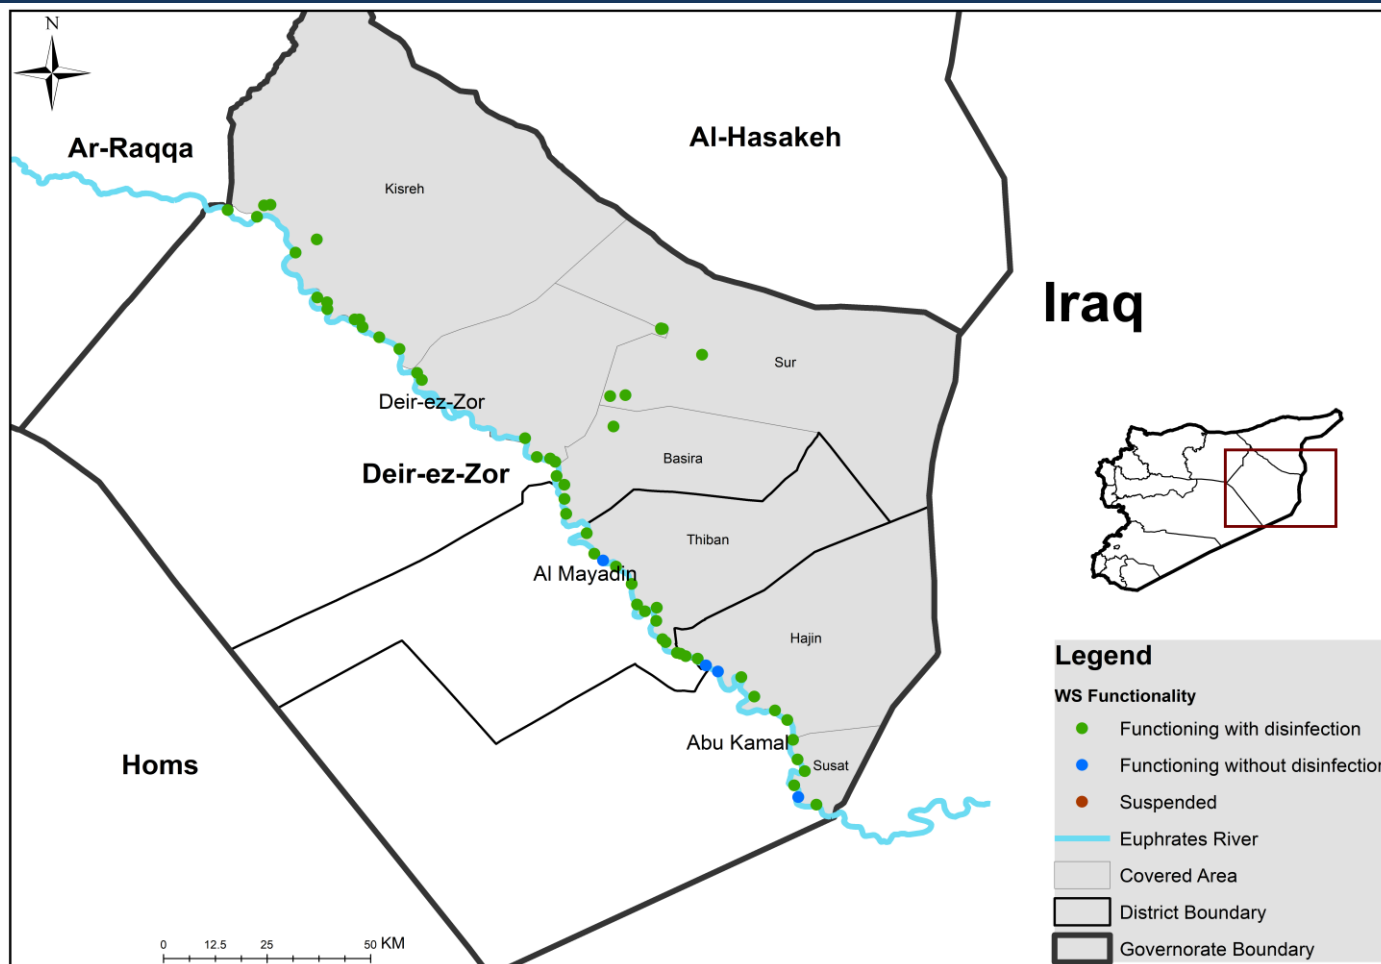 N
Ar-Raqqa
Al-Hasakeh
Kisreh
Iraq
Sur
Deir-ez-Zor
Basira
Deir-ez-Zor
Thiban
Al Mayadin
Hajin
Abu Kamal
Susat
Homs
0 12.5 25 50 KM
Legend
WS Functionality
Functioning with disinfection
Functioning without disinfection
Suspended
Euphrates River
Covered Area
District Boundary
Governorate Boundary